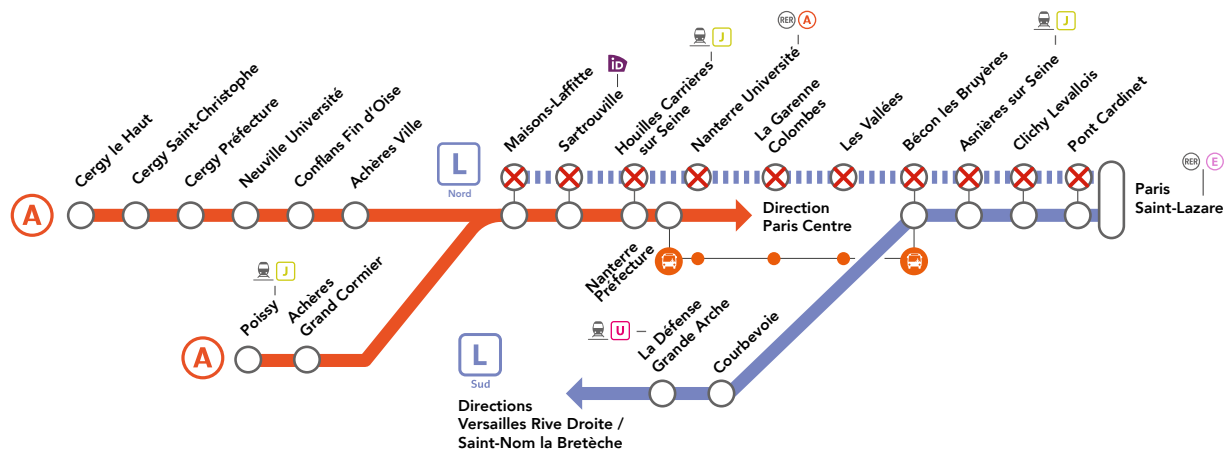 Cergy le Haut
Cergy Saint-Christophe
Cergy Préfecture
Neuville Université
Conflans Fin d'Oise
Achères Ville
L
Nord
Maisons-Laffitte
iD
Sartrouville
J
Houilles Carrières
sur Seine
RER A
Nanterre Université
La Garenne
Colombes
Les Vallées
Bécon les Bruyères
J
Asnières sur Seine
Clichy Levallois
Pont Cardinet
RER E
Paris
Saint-Lazare
A
Direction
Paris Centre
Nanterre
Préfecture
J
Poissy
Achères
Grand Cormier
A
U
La Défense
Grande Arche
Courbevoie
L
Sud
Directions
Versailles Rive Droite /
Saint-Nom la Bretèche